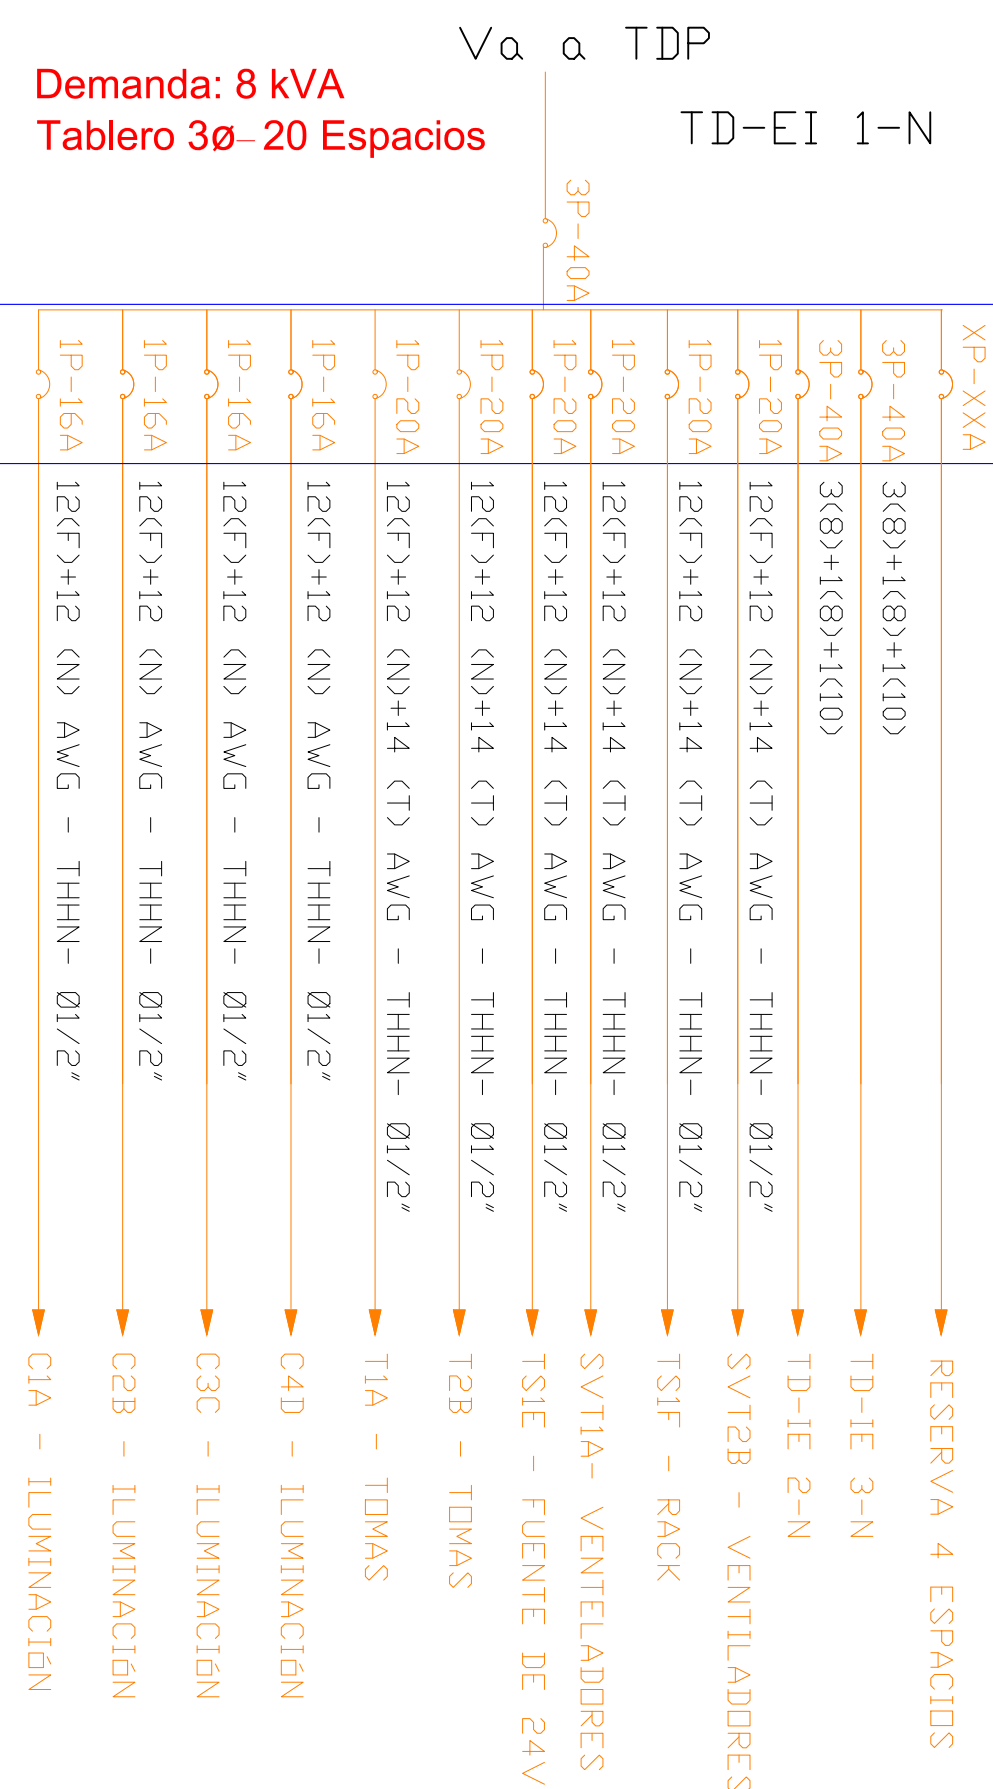 Va a TDP
Demanda: 8 kVA
Tablero 3ø–20 Espacios
TD-EI 1-N
3P-40A
1P-16A
1P-16A
1P-16A
1P-16A
1P-20A
1P-20A
1P-20A
1P-20A
1P-20A
1P-20A
3P-40A
3P-40A
XP-XXA
12(F)+12 (N) AWG - THHN- Ø1/2"
12(F)+12 (N) AWG - THHN- Ø1/2"
12(F)+12 (N) AWG - THHN- Ø1/2"
12(F)+12 (N) AWG - THHN- Ø1/2"
12(F)+12 (N)+14 (T) AWG - THHN- Ø1/2"
12(F)+12 (N)+14 (T) AWG - THHN- Ø1/2"
12(F)+12 (N)+14 (T) AWG - THHN- Ø1/2"
12(F)+12 (N)+14 (T) AWG - THHN- Ø1/2"
12(F)+12 (N)+14 (T) AWG - THHN- Ø1/2"
12(F)+12 (N)+14 (T) AWG - THHN- Ø1/2"
3(8)+1(8)+1(10)
3(8)+1(8)+1(10)
C1A - ILUMINACIóN
C2B - ILUMINACIóN
C3C - ILUMINACIóN
C4D - ILUMINACIóN
T1A - TOMAS
T2B - TOMAS
TS1E - FUENTE DE 24V
SVT1A- VENTELADORES
TS1F - RACK
SVT2B - VENTILADORES
TD-IE 2-N
TD-IE 3-N
RESERVA 4 ESPACIOS